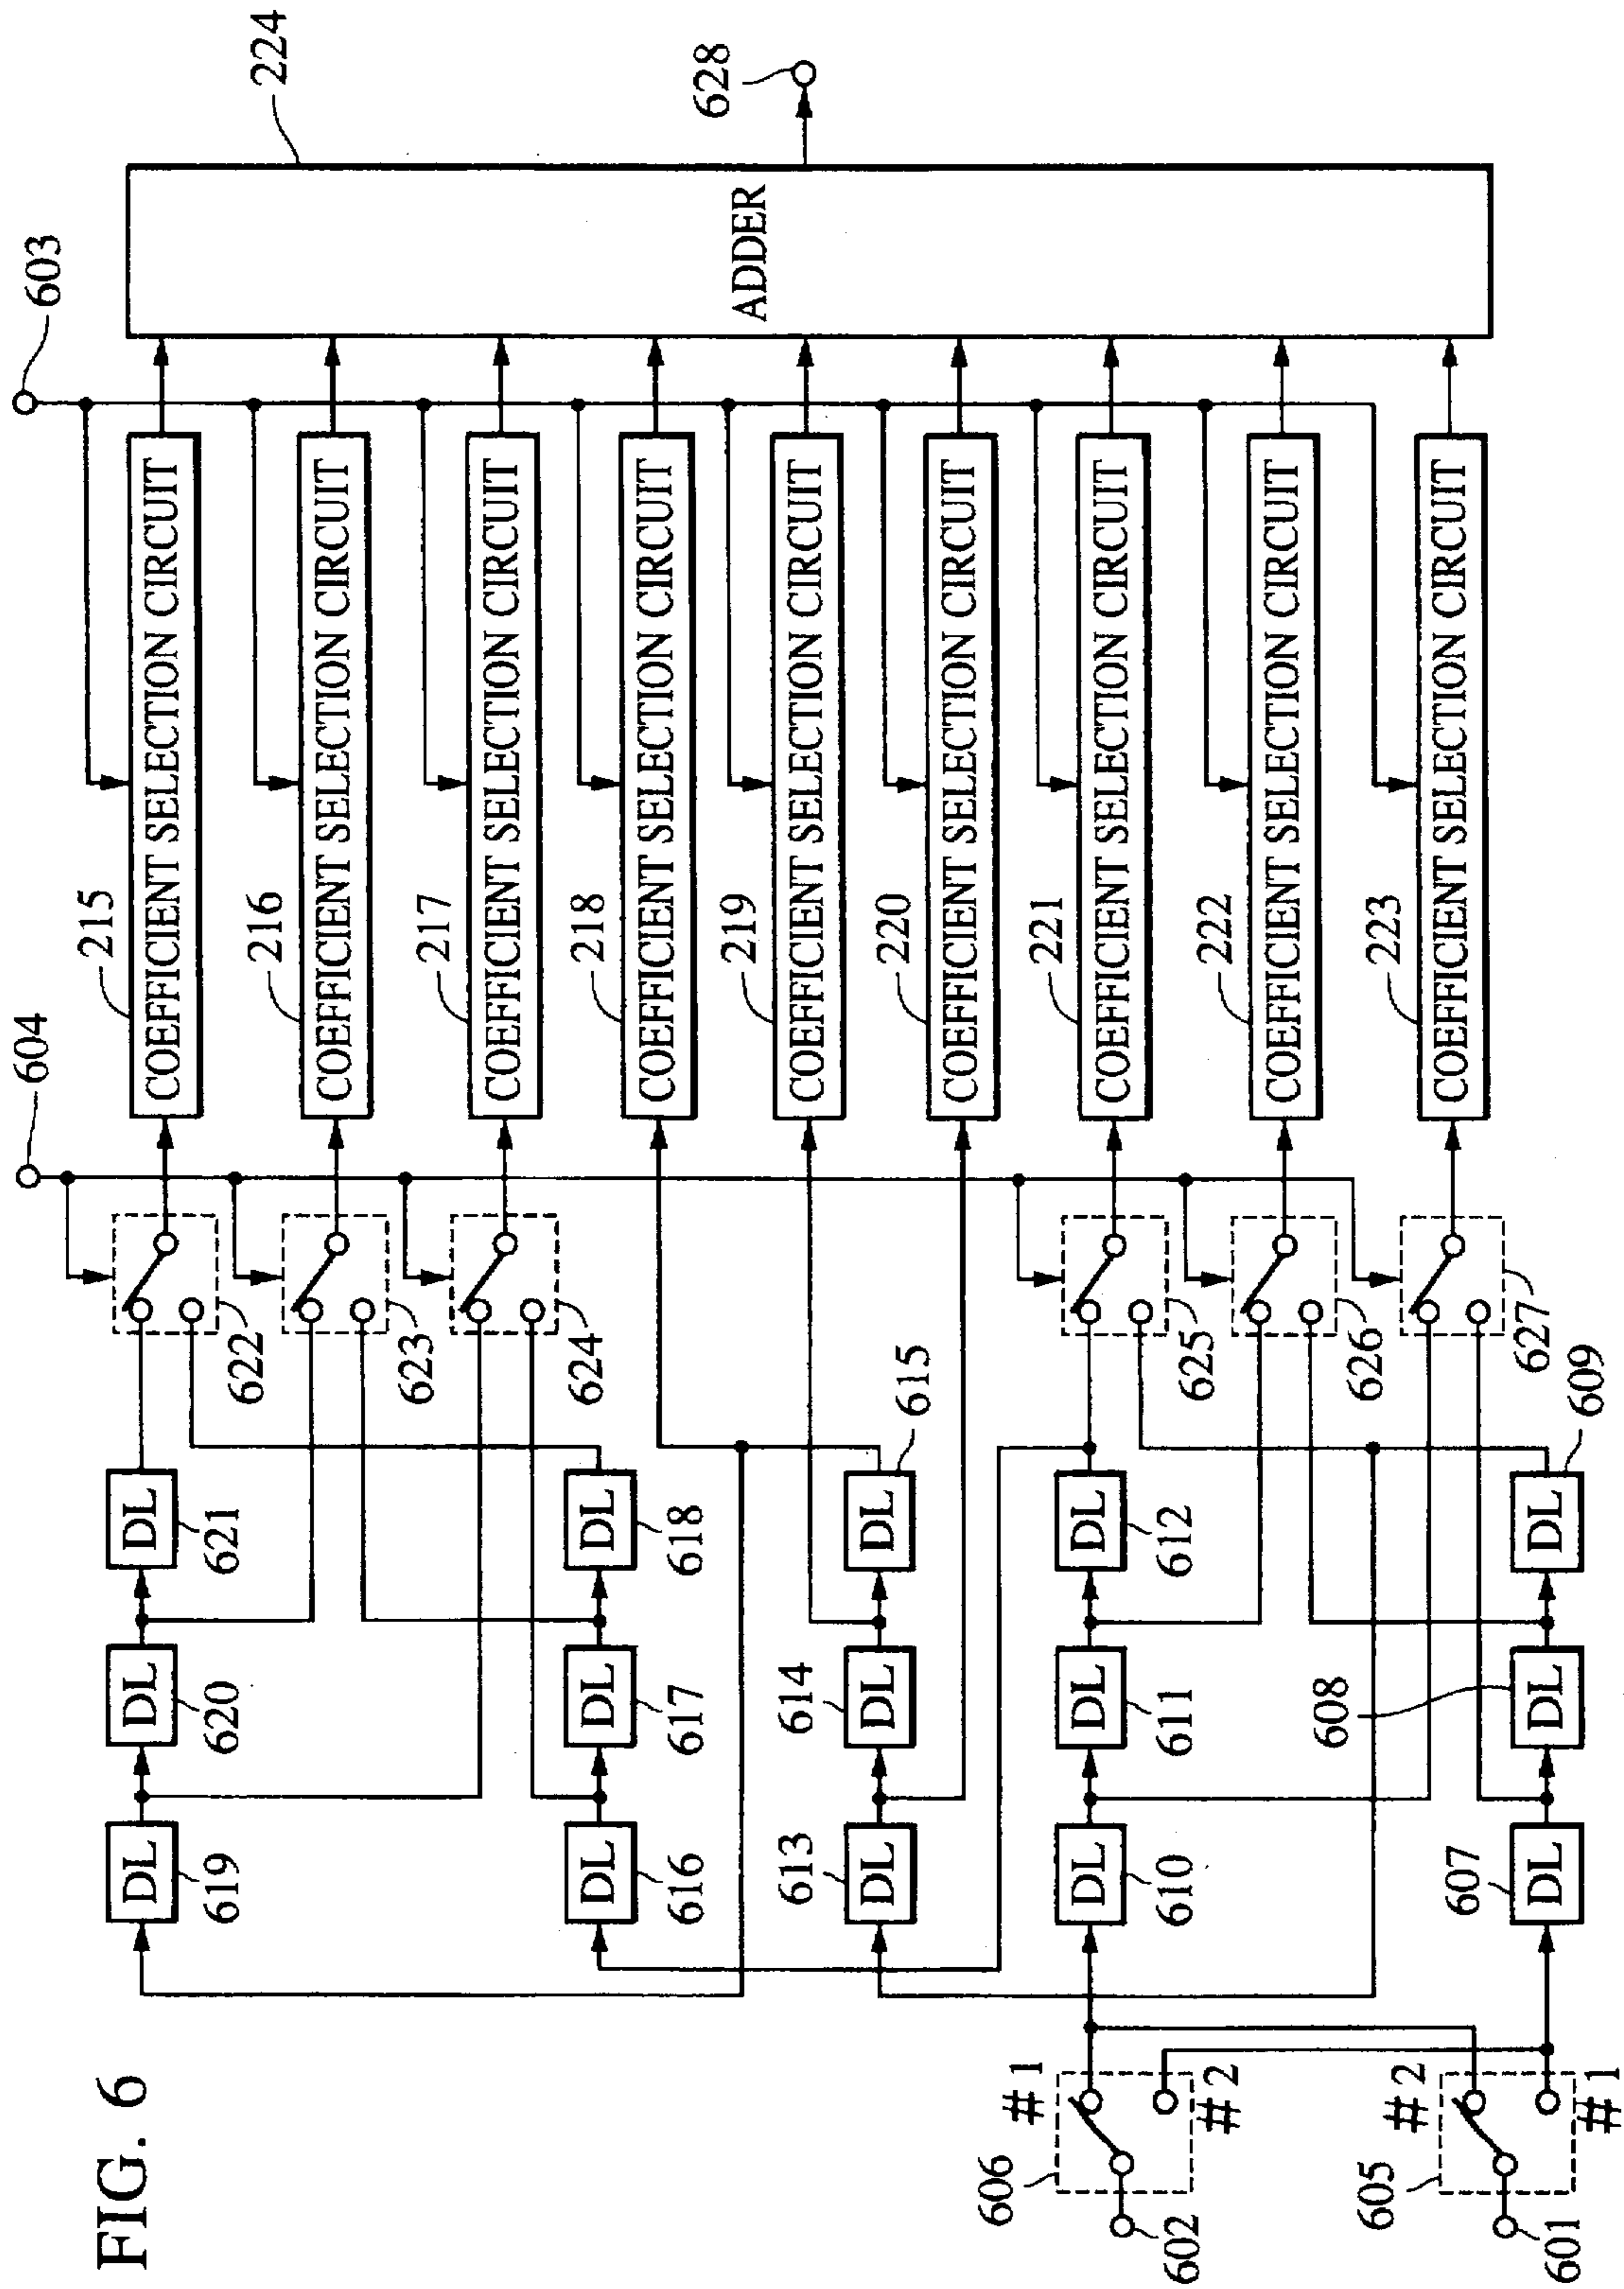 FIG. 6
604
603
224
628
ADDER
215
COEFFICIENT SELECTION CIRCUIT
216
COEFFICIENT SELECTION CIRCUIT
217
COEFFICIENT SELECTION CIRCUIT
218
COEFFICIENT SELECTION CIRCUIT
219
COEFFICIENT SELECTION CIRCUIT
220
COEFFICIENT SELECTION CIRCUIT
221
COEFFICIENT SELECTION CIRCUIT
222
COEFFICIENT SELECTION CIRCUIT
223
COEFFICIENT SELECTION CIRCUIT
622
623
624
625
626
627
DL
619
DL
620
DL
621
DL
616
DL
617
DL
618
DL
613
DL
614
DL
615
DL
610
DL
611
DL
612
DL
607
DL
608
DL
609
606
#1
#2
602
605
#2
#1
601